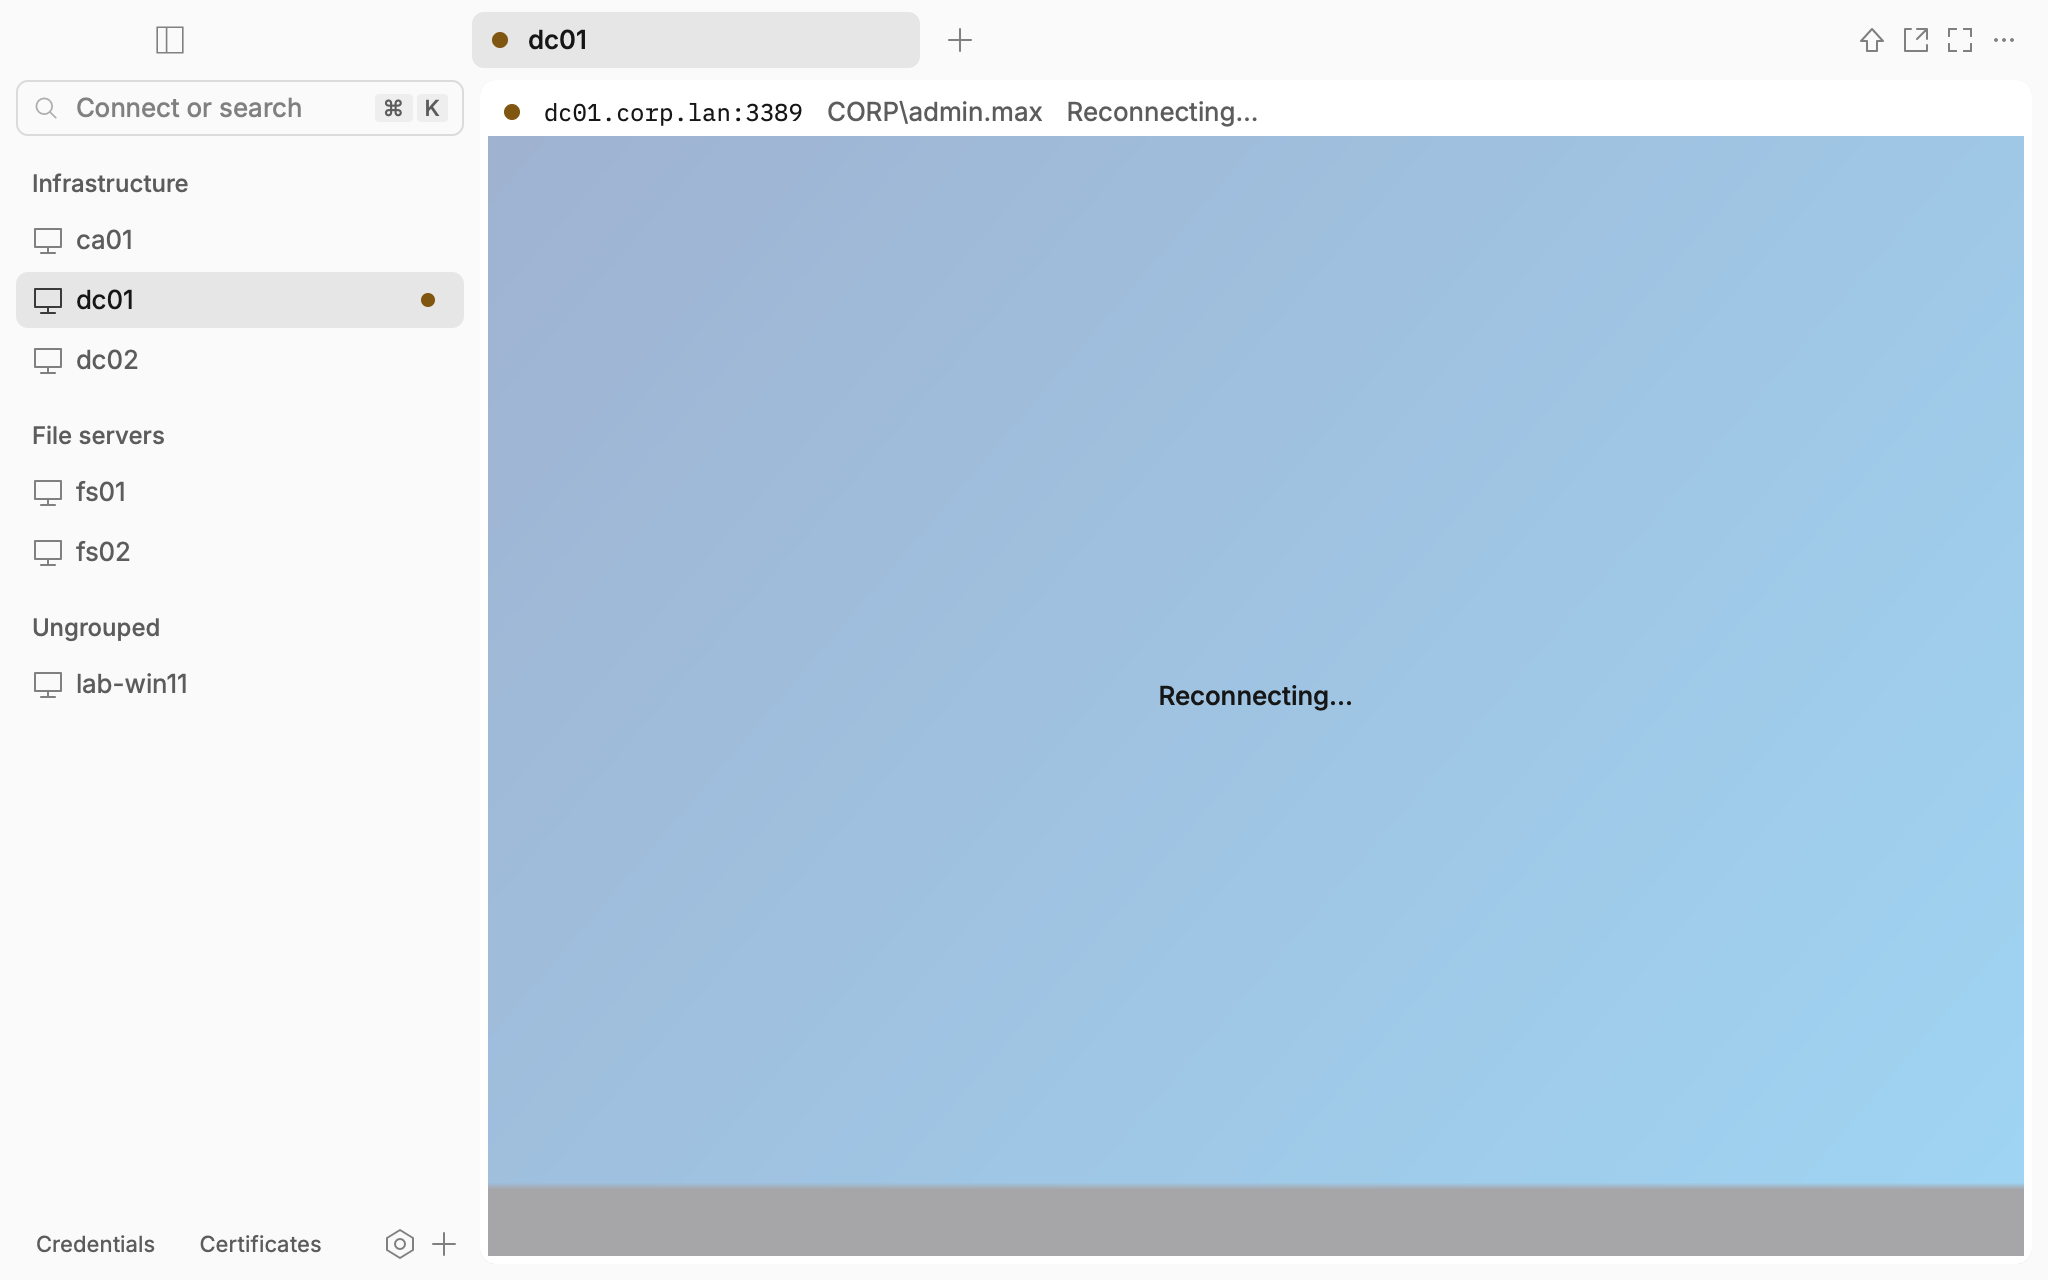 dc01
Connect or search ⌘ K
dc01.corp.lan:3389 CORP\admin.max Reconnecting...
Infrastructure
ca01
dc01
dc02
File servers
fs01
fs02
Ungrouped
lab-win11
Reconnecting...
Credentials Certificates